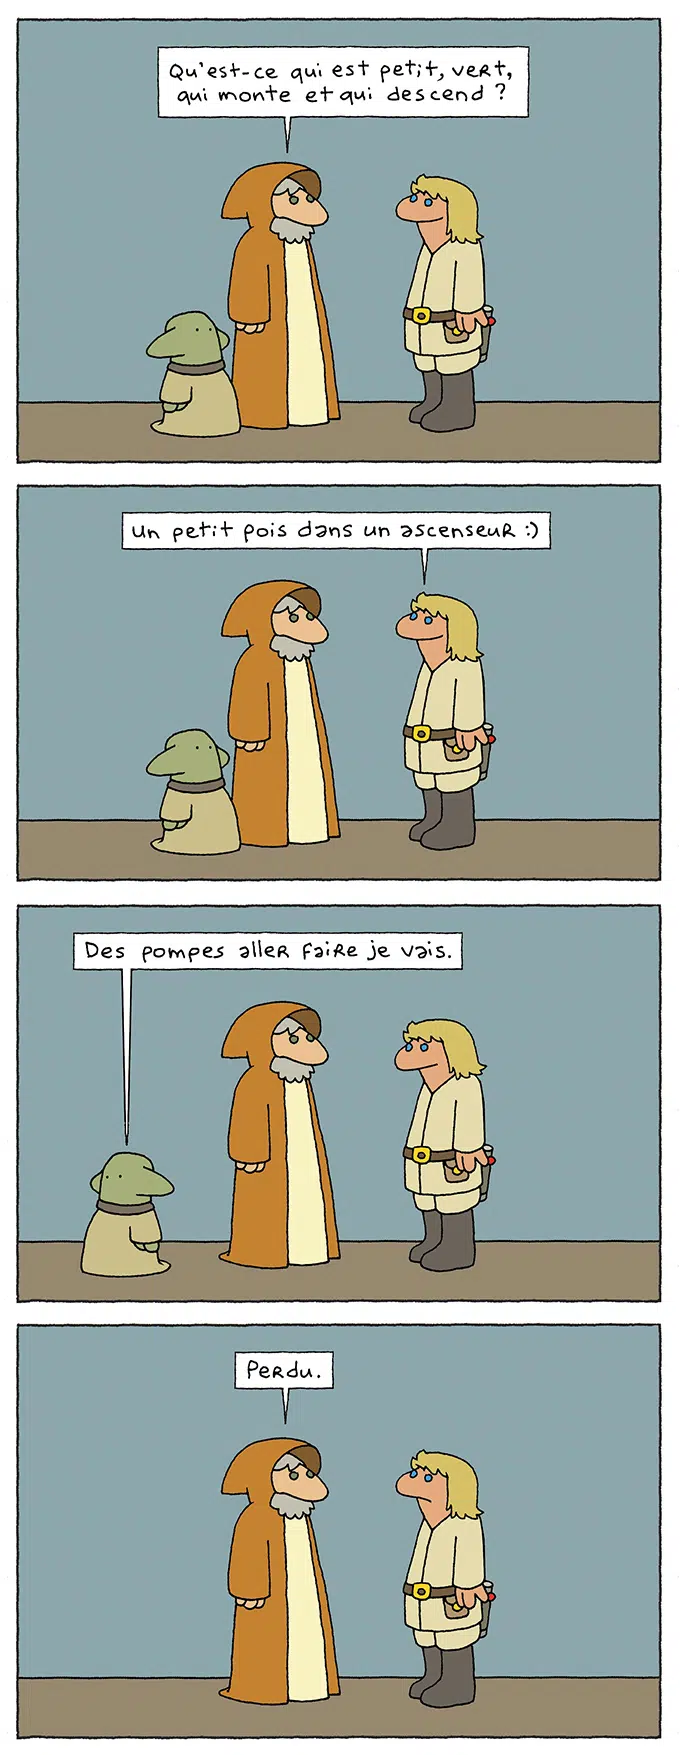 Qu'est-ce qui est petit, vert,
qui monte et qui descend ?
un petit pois dans un ascenseur :)
Des pompes aller faire je vais.
Perdu.